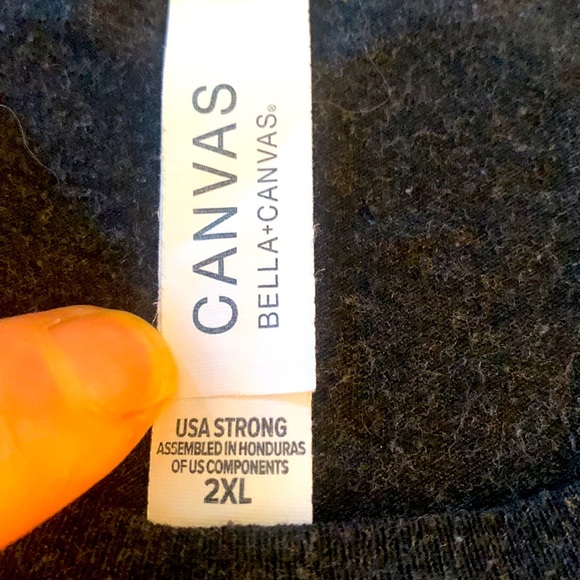 CANVAS
BELLA+CANVAS®
USA STRONG
ASSEMBLED IN HONDURAS
OF US COMPONENTS
2XL